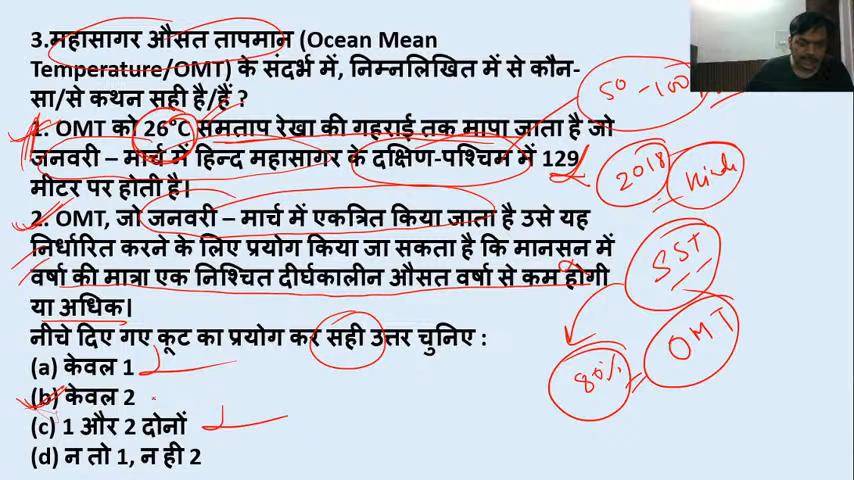 3.महासागर औसत तापमान (Ocean Mean
Temperature/OMT) के संदर्भ में, निम्नलिखित में से कौन-
सा/से कथन सही है/हैं ?
1. OMT को 26°C समताप रेखा की गहराई तक मापा जाता है जो
जनवरी – मार्च में हिन्द महासागर के दक्षिण-पश्चिम में 129
मीटर पर होती है।
2. OMT, जो जनवरी – मार्च में एकत्रित किया जाता है उसे यह
निर्धारित करने के लिए प्रयोग किया जा सकता है कि मानसन में
वर्षा की मात्रा एक निश्चित दीर्घकालीन औसत वर्षा से कम होगी
या अधिक।
नीचे दिए गए कूट का प्रयोग कर सही उत्तर चुनिए :
(a) केवल 1
(b) केवल 2
(c) 1 और 2 दोनों
(d) न तो 1, न ही 2
50-100
2018
SST
OMT
80%